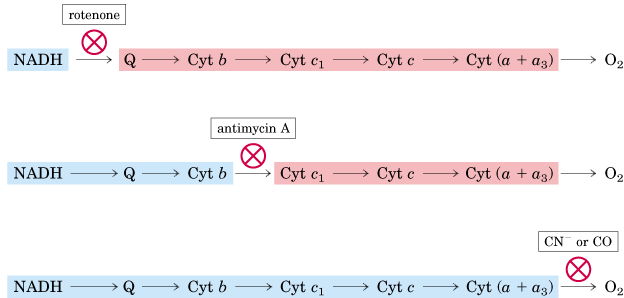 rotenone
NADH → Q → Cyt b → Cyt c₁ → Cyt c → Cyt (a + a₃) → O₂
antimycin A
NADH → Q → Cyt b → Cyt c₁ → Cyt c → Cyt (a + a₃) → O₂
CN⁻ or CO
NADH → Q → Cyt b → Cyt c₁ → Cyt c → Cyt (a + a₃) → O₂